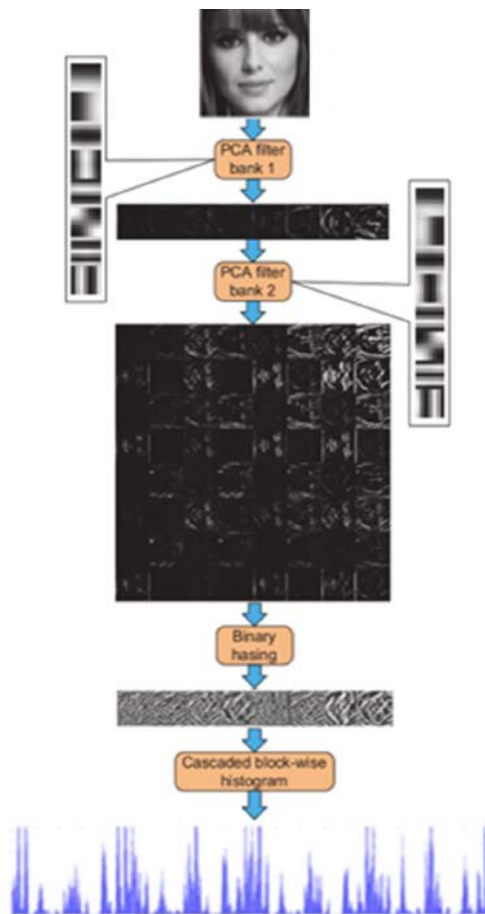 PCA filter
bank 1
PCA filter
bank 2
Binary
hasing
Cascaded block-wise
histogram